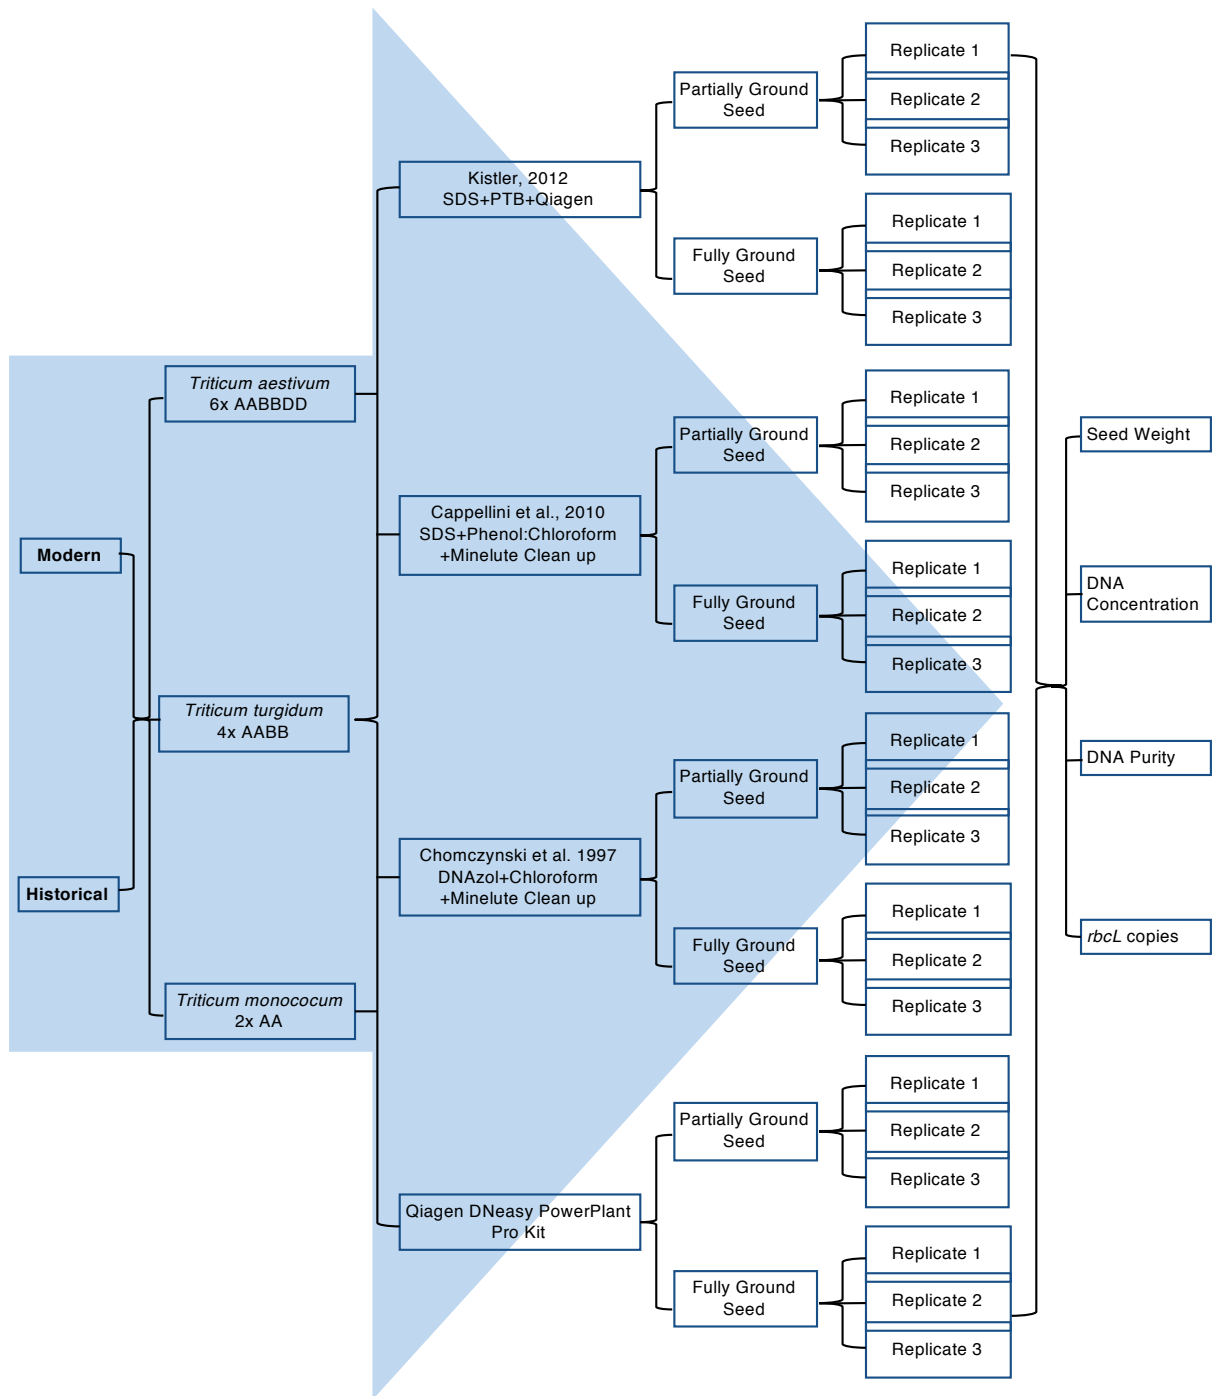 Modern
Historical
Triticum aestivum
6x AABBDD
Triticum turgidum
4x AABB
Triticum monococum
2x AA
Kistler, 2012
SDS+PTB+Qiagen
Cappellini et al., 2010
SDS+Phenol:Chloroform
+Minelute Clean up
Chomczynski et al. 1997
DNAzol+Chloroform
+Minelute Clean up
Qiagen DNeasy PowerPlant
Pro Kit
Partially Ground
Seed
Fully Ground
Seed
Partially Ground
Seed
Fully Ground
Seed
Partially Ground
Seed
Fully Ground
Seed
Partially Ground
Seed
Fully Ground
Seed
Replicate 1
Replicate 2
Replicate 3
Replicate 1
Replicate 2
Replicate 3
Replicate 1
Replicate 2
Replicate 3
Replicate 1
Replicate 2
Replicate 3
Replicate 1
Replicate 2
Replicate 3
Replicate 1
Replicate 2
Replicate 3
Replicate 1
Replicate 2
Replicate 3
Replicate 1
Replicate 2
Replicate 3
Seed Weight
DNA
Concentration
DNA Purity
rbcL copies